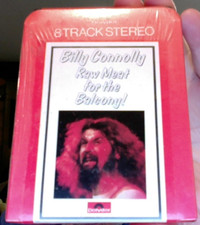 8 TRACK STEREO
Billy Connolly
Raw Meat
for the
Balcony!